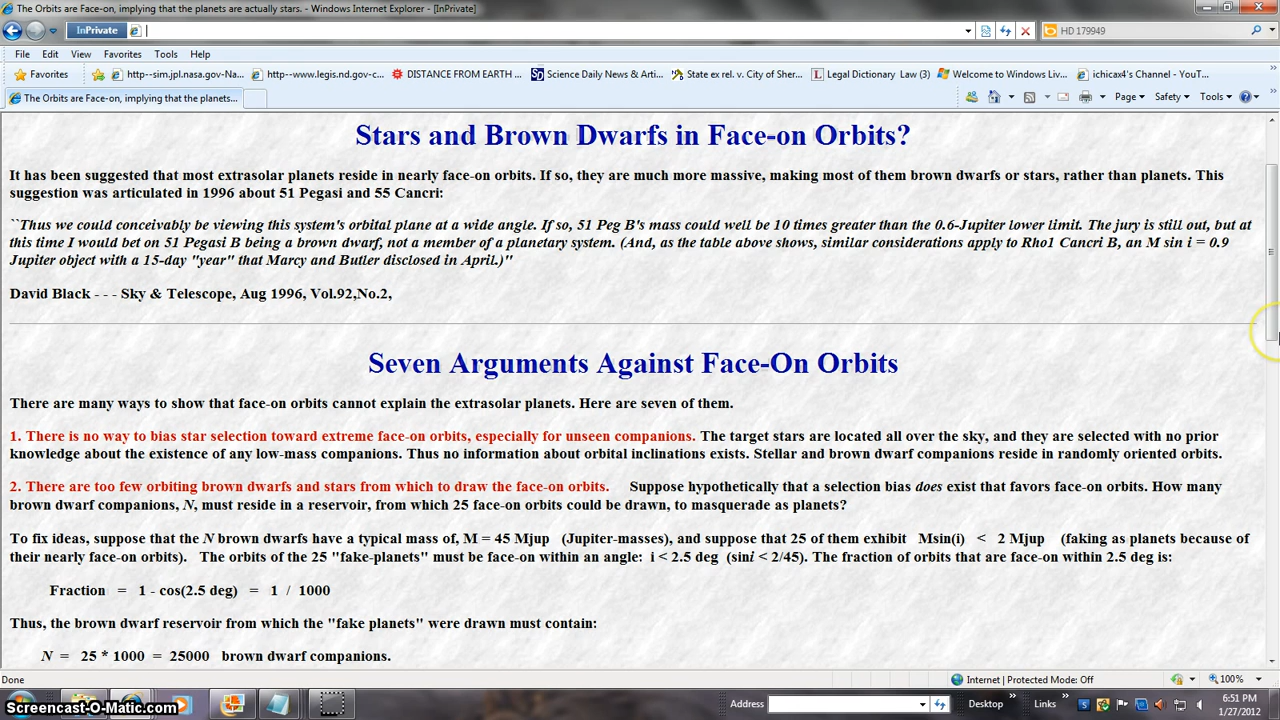 The Orbits are Face-on, implying that the planets are actually stars. - Windows Internet Explorer - [InPrivate]
InPrivate
HD 179949
File Edit View Favorites Tools Help
Favorites http--sim.jpl.nasa.gov-Na... http--www.legis.nd.gov-c... DISTANCE FROM EARTH ... Science Daily News & Arti... State ex rel. v. City of Sher... Legal Dictionary Law (3) Welcome to Windows Liv... ichicax4's Channel - YouT...
The Orbits are Face-on, implying that the planets... Page Safety Tools
Stars and Brown Dwarfs in Face-on Orbits?
It has been suggested that most extrasolar planets reside in nearly face-on orbits. If so, they are much more massive, making most of them brown dwarfs or stars, rather than planets. This
suggestion was articulated in 1996 about 51 Pegasi and 55 Cancri:
``Thus we could conceivably be viewing this system's orbital plane at a wide angle. If so, 51 Peg B's mass could well be 10 times greater than the 0.6-Jupiter lower limit. The jury is still out, but at
this time I would bet on 51 Pegasi B being a brown dwarf, not a member of a planetary system. (And, as the table above shows, similar considerations apply to Rho1 Cancri B, an M sin i = 0.9
Jupiter object with a 15-day "year" that Marcy and Butler disclosed in April.)"
David Black - - - Sky & Telescope, Aug 1996, Vol.92,No.2,
Seven Arguments Against Face-On Orbits
There are many ways to show that face-on orbits cannot explain the extrasolar planets. Here are seven of them.
1. There is no way to bias star selection toward extreme face-on orbits, especially for unseen companions. The target stars are located all over the sky, and they are selected with no prior
knowledge about the existence of any low-mass companions. Thus no information about orbital inclinations exists. Stellar and brown dwarf companions reside in randomly oriented orbits.
2. There are too few orbiting brown dwarfs and stars from which to draw the face-on orbits. Suppose hypothetically that a selection bias does exist that favors face-on orbits. How many
brown dwarf companions, N, must reside in a reservoir, from which 25 face-on orbits could be drawn, to masquerade as planets?
To fix ideas, suppose that the N brown dwarfs have a typical mass of, M = 45 Mjup (Jupiter-masses), and suppose that 25 of them exhibit Msin(i) < 2 Mjup (faking as planets because of
their nearly face-on orbits). The orbits of the 25 "fake-planets" must be face-on within an angle: i < 2.5 deg (sini < 2/45). The fraction of orbits that are face-on within 2.5 deg is:
Fraction = 1 - cos(2.5 deg) = 1 / 1000
Thus, the brown dwarf reservoir from which the "fake planets" were drawn must contain:
N = 25 * 1000 = 25000 brown dwarf companions.
Done Internet | Protected Mode: Off 100%
Screencast-O-Matic.com Address Desktop Links 6:51 PM
1/27/2012